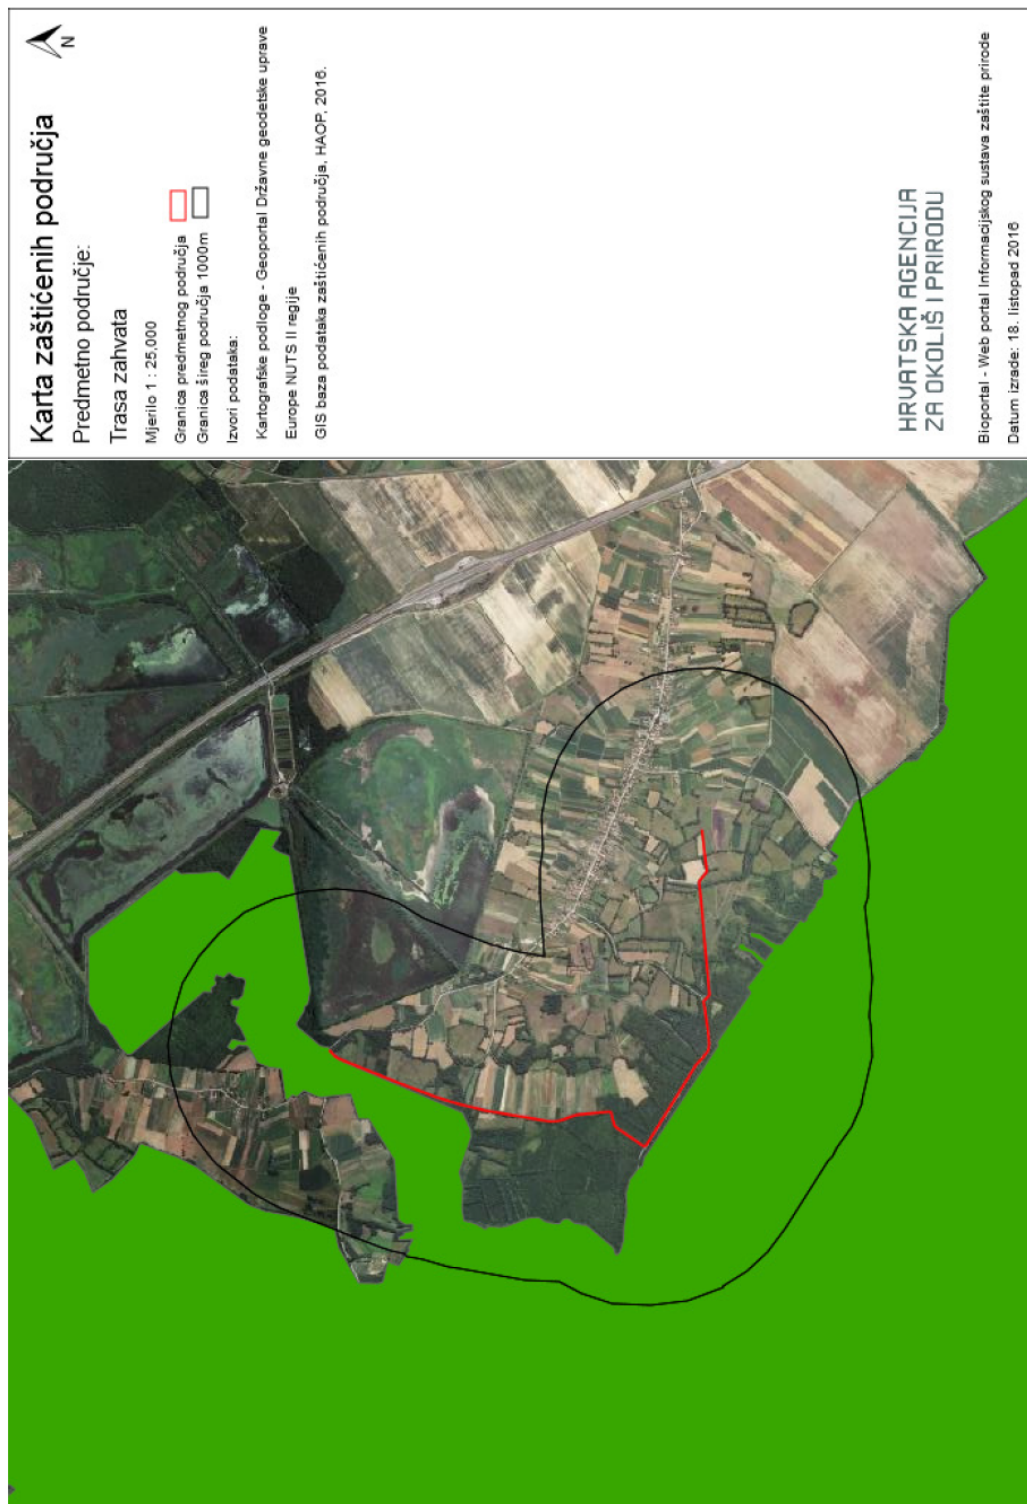 Karta zaštićenih područja
N
Predmetno područje:
Trasa zahvata
Mjerilo 1 : 25,000
Granica predmetnog područja
Granica šireg područja 1000m
Izvori podataka:
Kartografske podloge - Geoportal Državne geodetske uprave
Europe NUTS II regije
GIS baza podataka zaštićenih područja, HAOP, 2016.
HRVATSKA AGENCIJA
ZA OKOLIŠ I PRIRODU
Bioportal - Web portal Informacijskog sustava zaštite prirode
Datum izrade: 18. listopad 2016